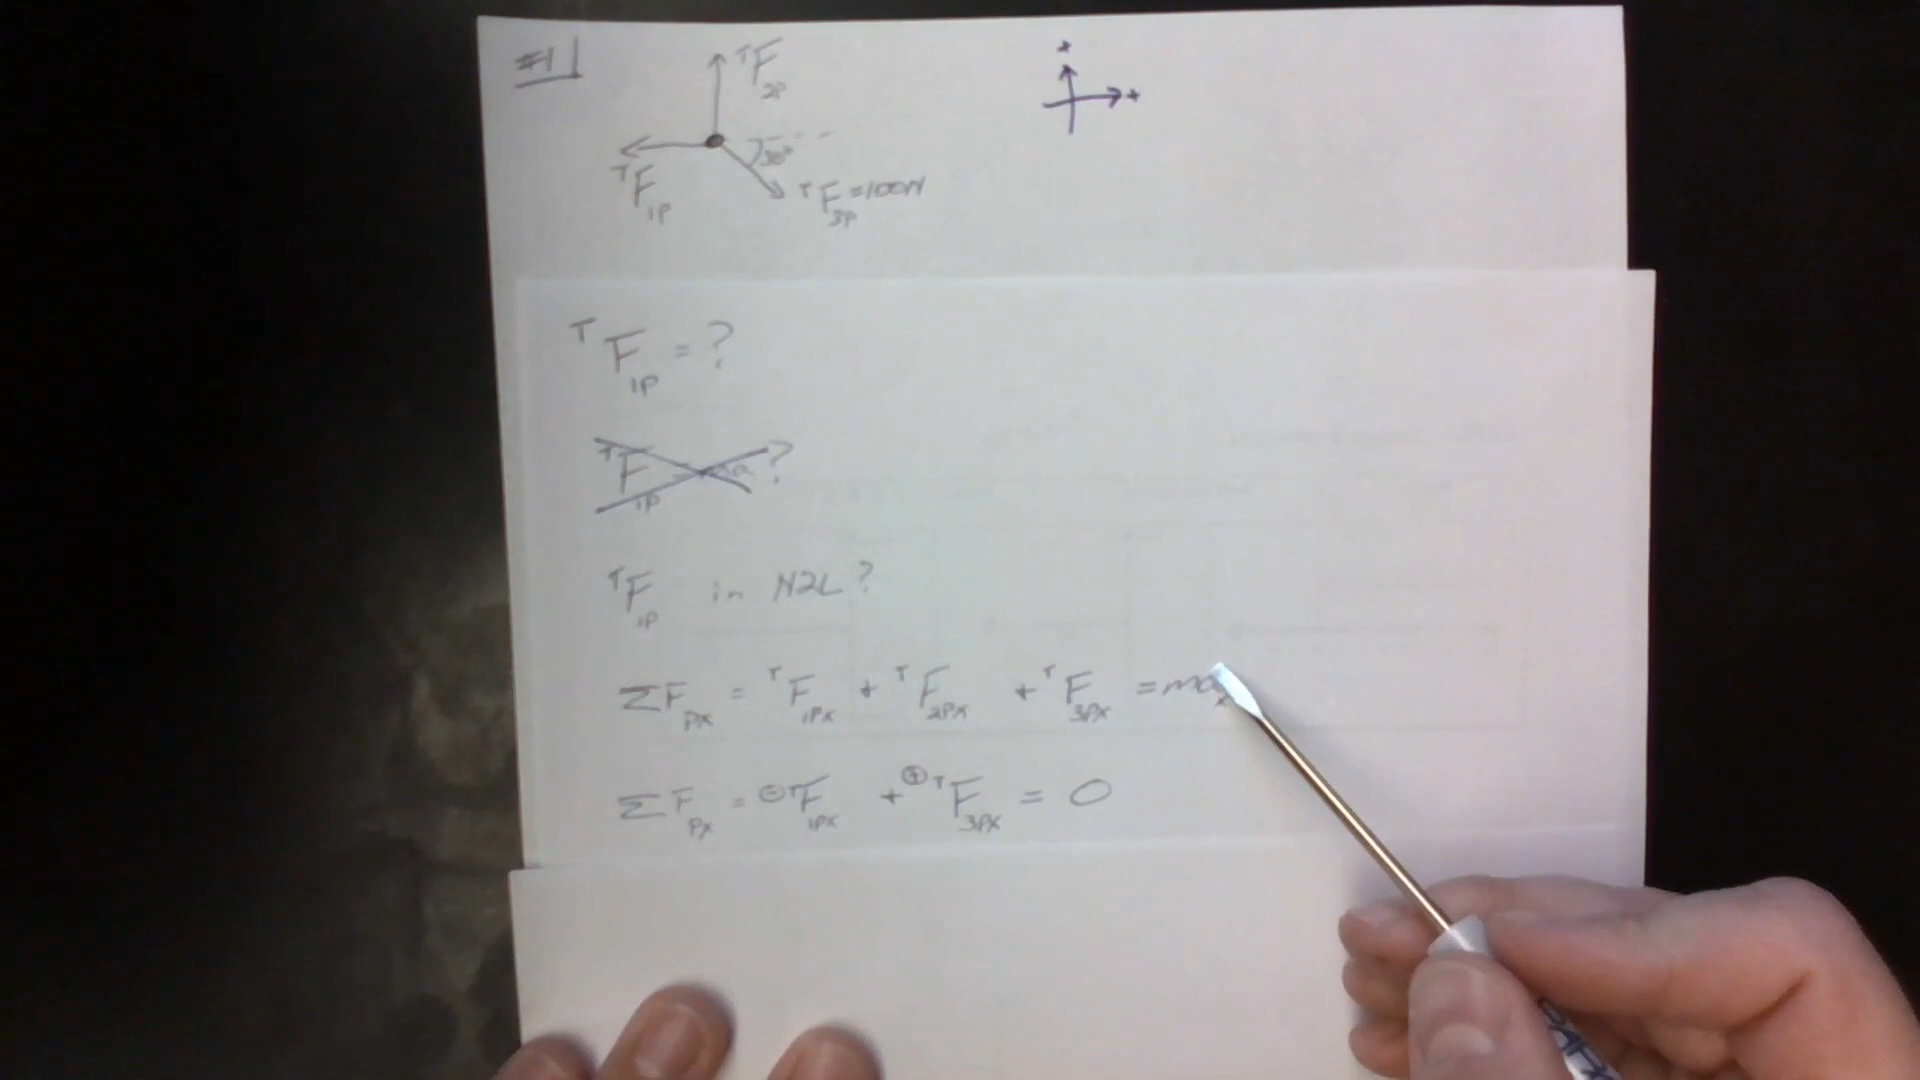 #1
+
TF2P
+
30°
TF1P
TF3P=100N
TF1P = ?
TF1P = ma ?
TF1P in N2L ?
ΣFPX = TF1PX + TF2PX + TF3PX = max
ΣFPX = ⊖TF1PX + ⊕TF3PX = 0